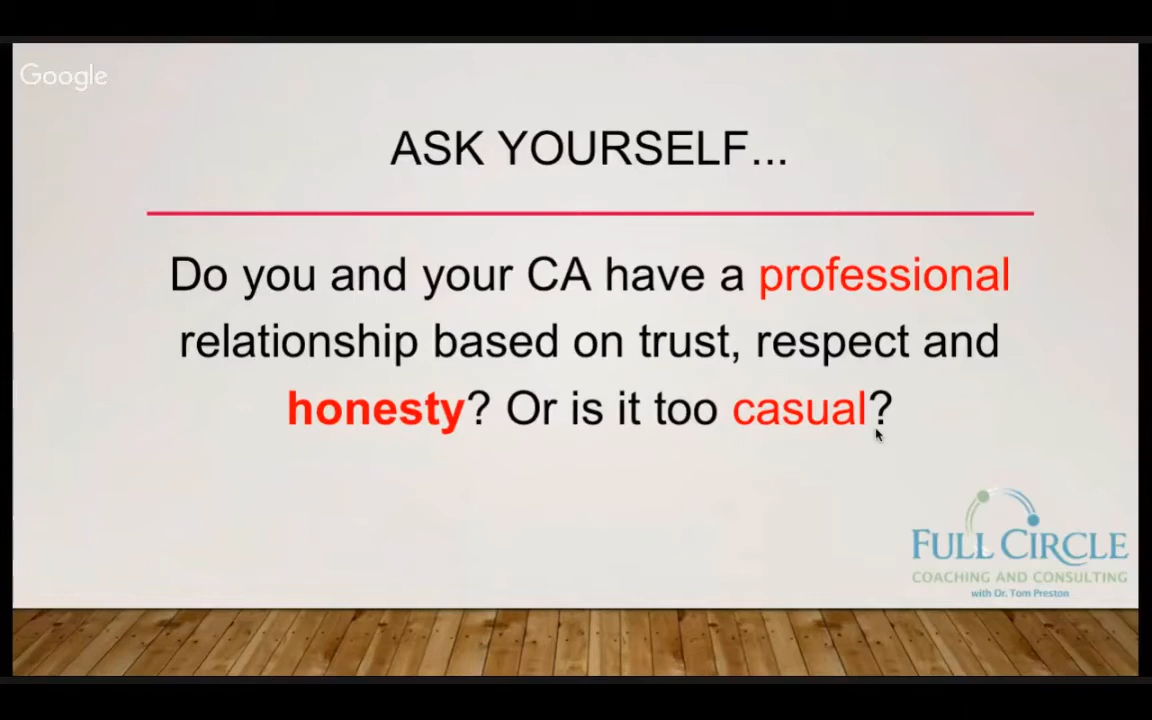 Google
ASK YOURSELF...
Do you and your CA have a professional
relationship based on trust, respect and
honesty? Or is it too casual?
FULL CIRCLE
COACHING AND CONSULTING
with Dr. Tom Preston